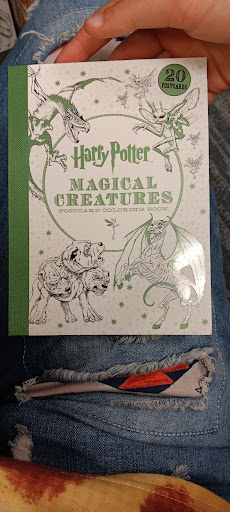 20
POSTCARDS
Harry Potter
MAGICAL
CREATURES
POSTCARD COLORING BOOK